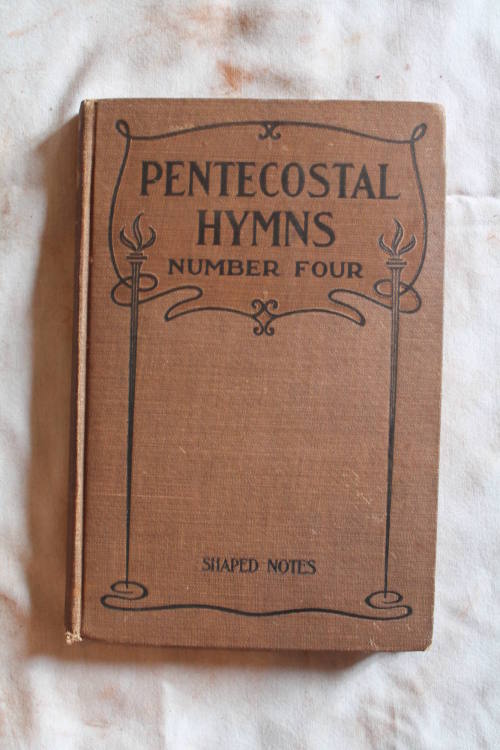 PENTECOSTAL
HYMNS
NUMBER FOUR
SHAPED NOTES